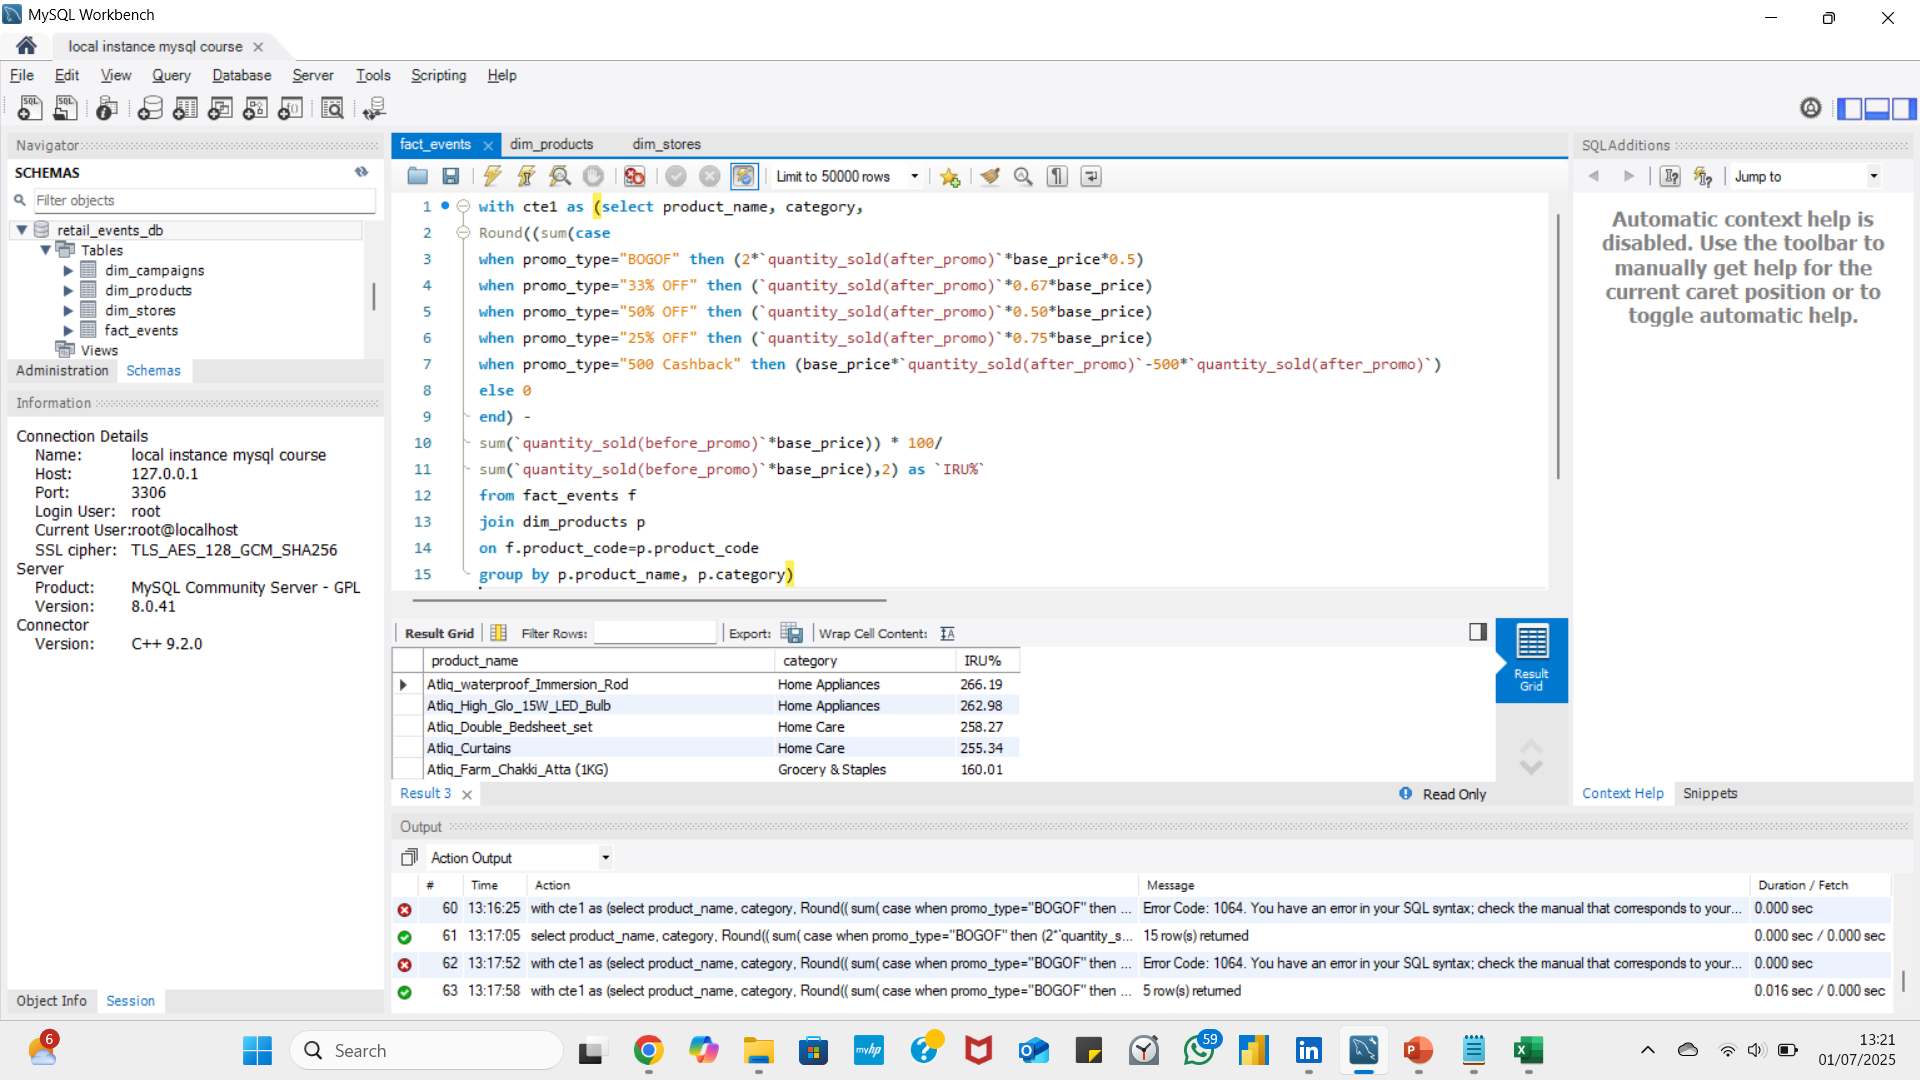 MySQL Workbench
local instance mysql course
File Edit View Query Database Server Tools Scripting Help
Navigator
SCHEMAS
Filter objects
retail_events_db
Tables
dim_campaigns
dim_products
dim_stores
fact_events
Views
Administration Schemas
Information
Connection Details
Name: local instance mysql course
Host: 127.0.0.1
Port: 3306
Login User: root
Current User:root@localhost
SSL cipher: TLS_AES_128_GCM_SHA256
Server
Product: MySQL Community Server - GPL
Version: 8.0.41
Connector
Version: C++ 9.2.0
Object Info Session
fact_events dim_products dim_stores
Limit to 50000 rows
1 with cte1 as (select product_name, category,
2 Round((sum(case
3 when promo_type="BOGOF" then (2*`quantity_sold(after_promo)`*base_price*0.5)
4 when promo_type="33% OFF" then (`quantity_sold(after_promo)`*0.67*base_price)
5 when promo_type="50% OFF" then (`quantity_sold(after_promo)`*0.50*base_price)
6 when promo_type="25% OFF" then (`quantity_sold(after_promo)`*0.75*base_price)
7 when promo_type="500 Cashback" then (base_price*`quantity_sold(after_promo)`-500*`quantity_sold(after_promo)`)
8 else 0
9 end) -
10 sum(`quantity_sold(before_promo)`*base_price)) * 100/
11 sum(`quantity_sold(before_promo)`*base_price),2) as `IRU%`
12 from fact_events f
13 join dim_products p
14 on f.product_code=p.product_code
15 group by p.product_name, p.category)
Result Grid Filter Rows: Export: Wrap Cell Content:
product_name category IRU%
Atliq_waterproof_Immersion_Rod Home Appliances 266.19
Atliq_High_Glo_15W_LED_Bulb Home Appliances 262.98
Atliq_Double_Bedsheet_set Home Care 258.27
Atliq_Curtains Home Care 255.34
Atliq_Farm_Chakki_Atta (1KG) Grocery & Staples 160.01
Result Grid
Result 3
Read Only
SQLAdditions
Jump to
Automatic context help is
disabled. Use the toolbar to
manually get help for the
current caret position or to
toggle automatic help.
Context Help Snippets
Output
Action Output
# Time Action Message Duration / Fetch
60 13:16:25 with cte1 as (select product_name, category, Round(( sum( case when promo_type="BOGOF" then ... Error Code: 1064. You have an error in your SQL syntax; check the manual that corresponds to your... 0.000 sec
61 13:17:05 select product_name, category, Round(( sum( case when promo_type="BOGOF" then (2*`quantity_s... 15 row(s) returned 0.000 sec / 0.000 sec
62 13:17:52 with cte1 as (select product_name, category, Round(( sum( case when promo_type="BOGOF" then ... Error Code: 1064. You have an error in your SQL syntax; check the manual that corresponds to your... 0.000 sec
63 13:17:58 with cte1 as (select product_name, category, Round(( sum( case when promo_type="BOGOF" then ... 5 row(s) returned 0.016 sec / 0.000 sec
6
Search
myhp
59
13:21
01/07/2025